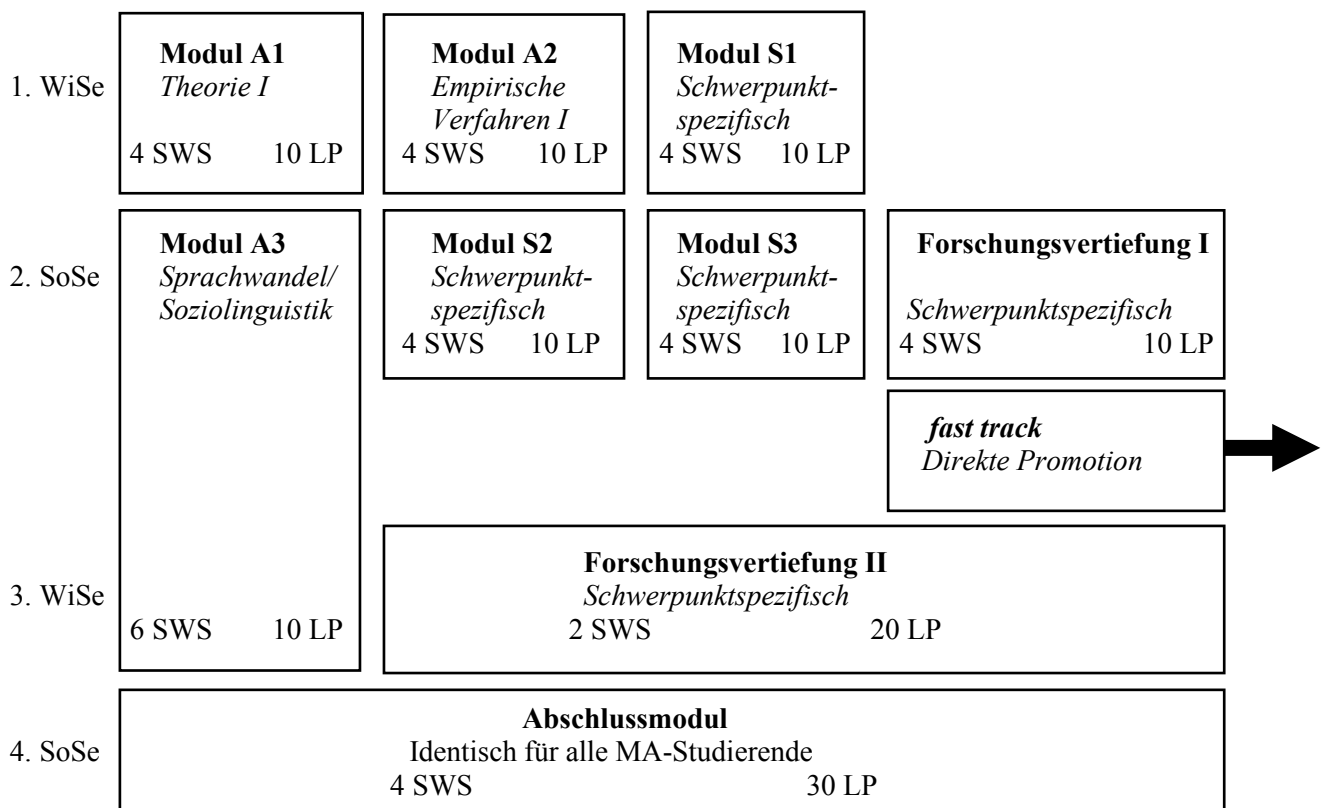 1. WiSe
Modul A1
Theorie I
4 SWS 10 LP
Modul A2
Empirische
Verfahren I
4 SWS 10 LP
Modul S1
Schwerpunkt-
spezifisch
4 SWS 10 LP
2. SoSe
Modul A3
Sprachwandel/
Soziolinguistik
6 SWS 10 LP
Modul S2
Schwerpunkt-
spezifisch
4 SWS 10 LP
Modul S3
Schwerpunkt-
spezifisch
4 SWS 10 LP
Forschungsvertiefung I
Schwerpunktspezifisch
4 SWS 10 LP
fast track
Direkte Promotion
3. WiSe
Forschungsvertiefung II
Schwerpunktspezifisch
2 SWS 20 LP
4. SoSe
Abschlussmodul
Identisch für alle MA-Studierende
4 SWS 30 LP